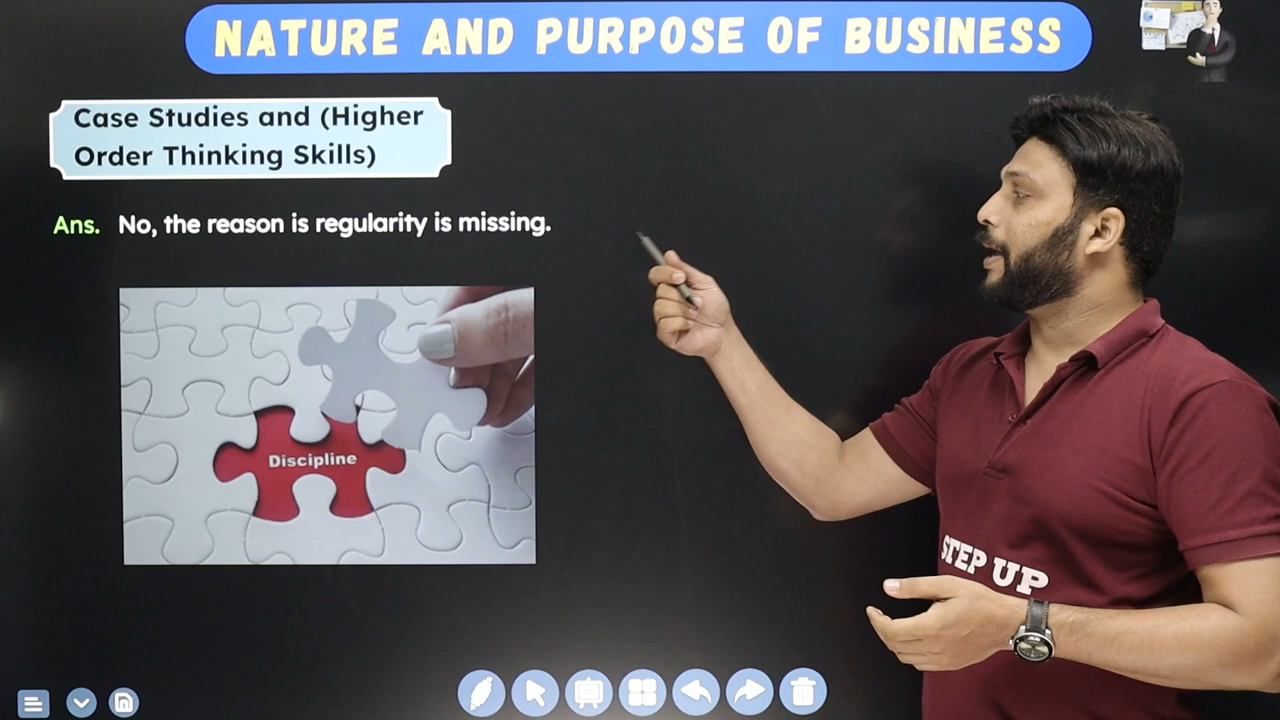 NATURE AND PURPOSE OF BUSINESS
Case Studies and (Higher
Order Thinking Skills)
Ans. No, the reason is regularity is missing.
Discipline
STEP UP